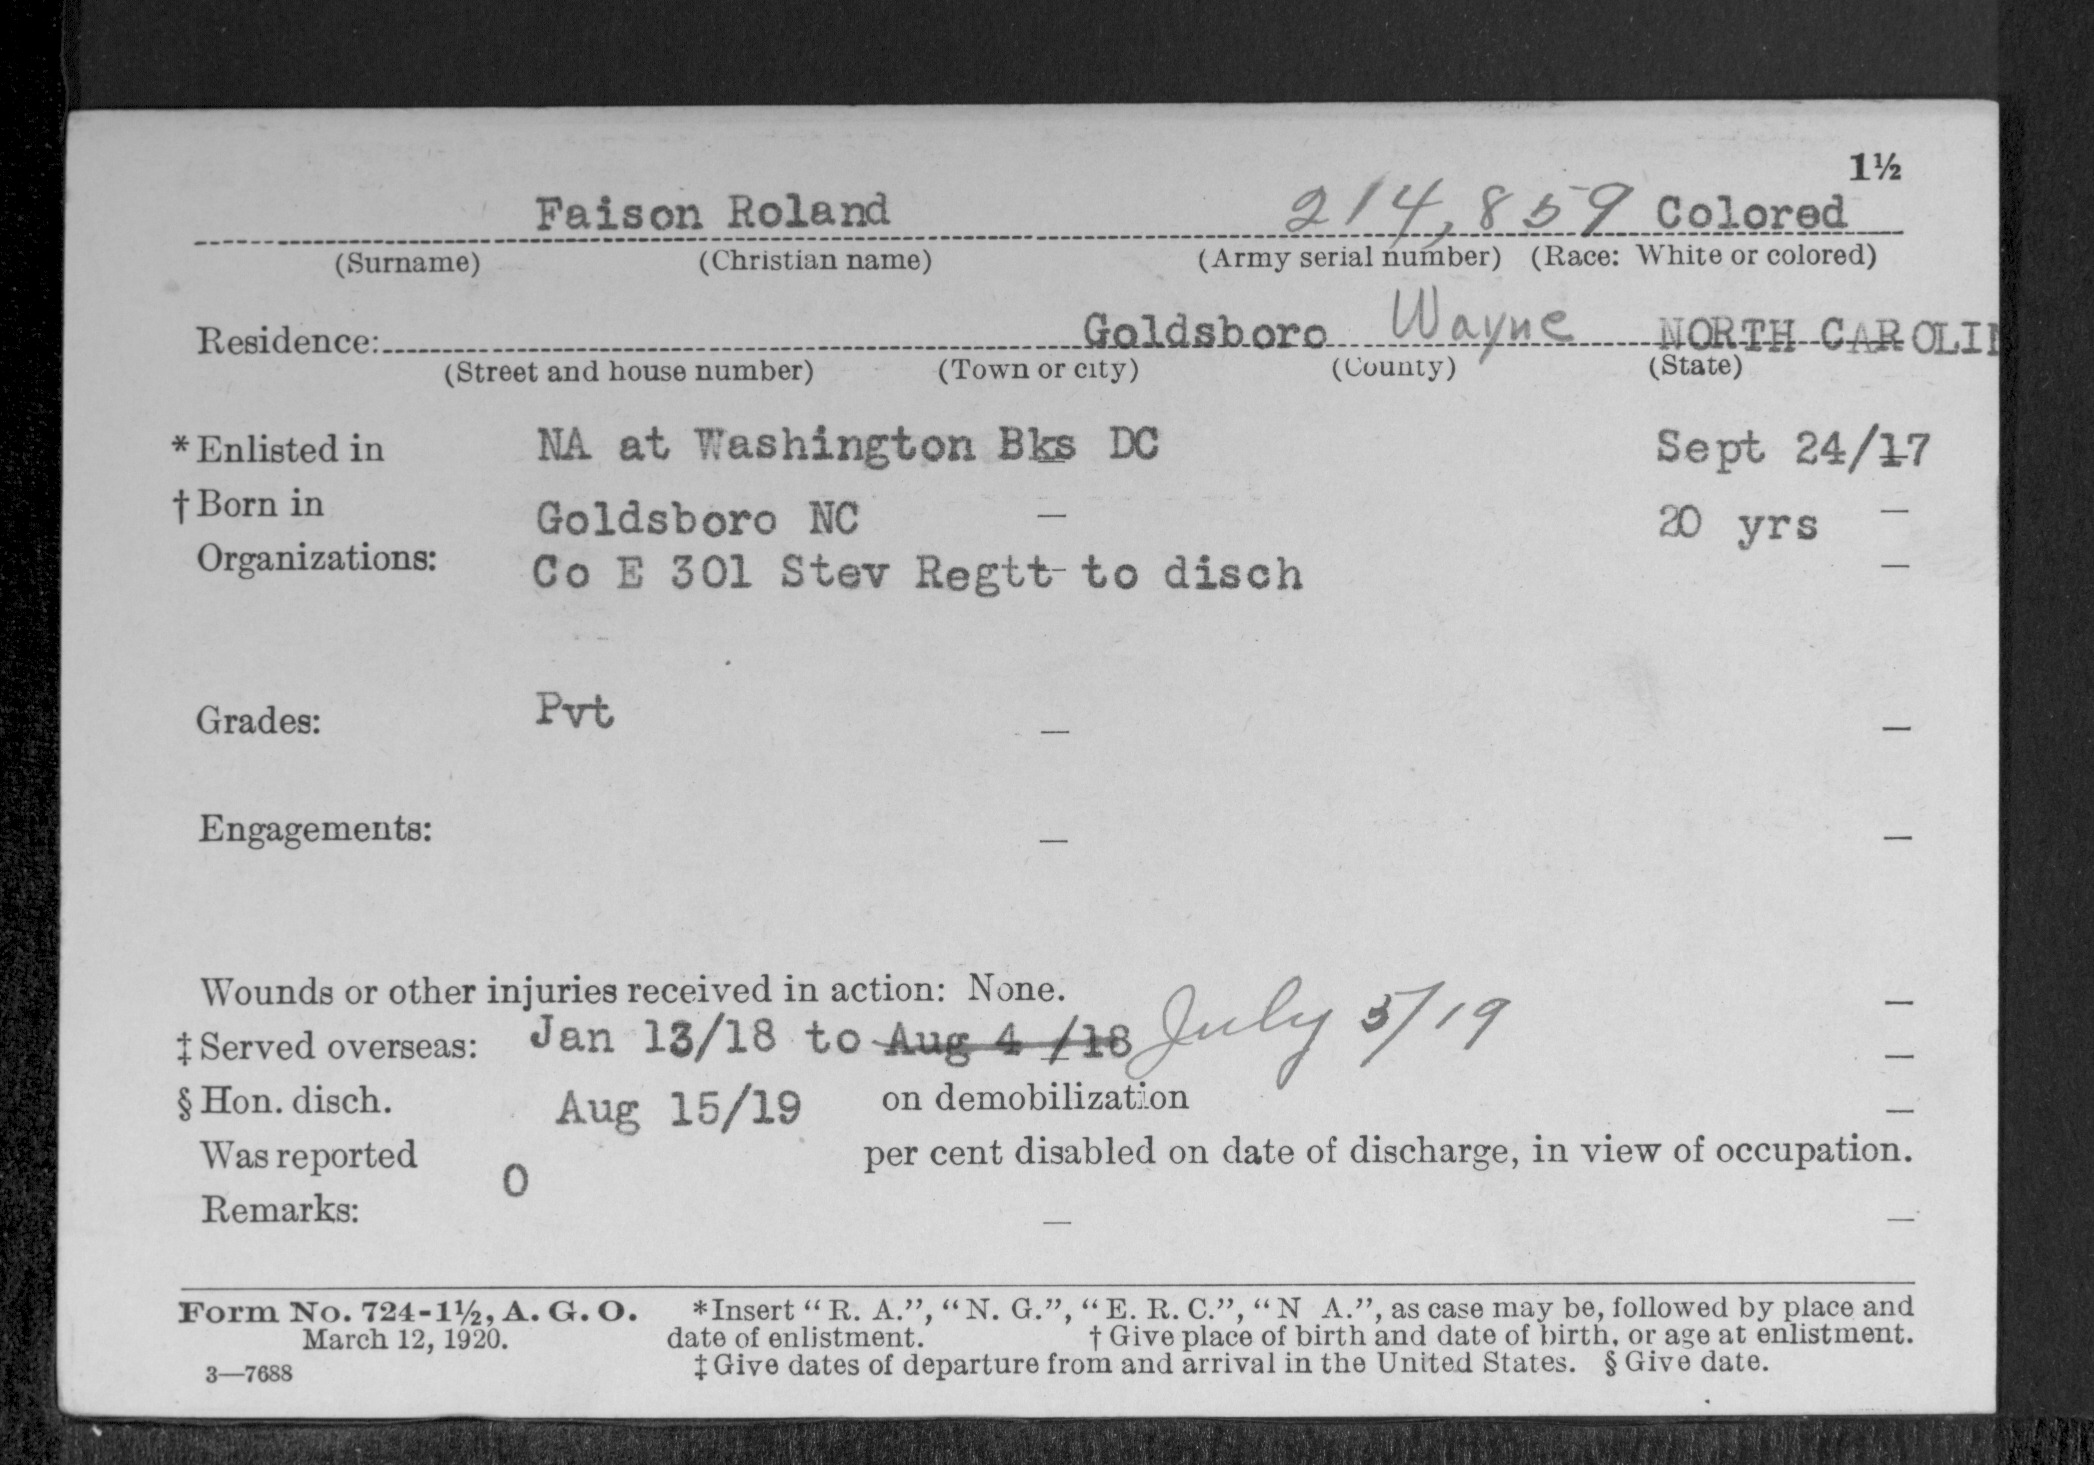 1½
Faison Roland 214,859 Colored
(Surname) (Christian name) (Army serial number) (Race: White or colored)
Residence: Goldsboro Wayne NORTH CAROLIN
(Street and house number) (Town or city) (County) (State)
* Enlisted in NA at Washington Bks DC Sept 24/17
† Born in Goldsboro NC — 20 yrs —
Organizations: Co E 301 Stev Regtt to disch —
Grades: Pvt — —
Engagements: — —
Wounds or other injuries received in action: None. —
‡ Served overseas: Jan 13/18 to Aug 4 /18 July 5/19 —
§ Hon. disch. Aug 15/19 on demobilization —
Was reported 0 per cent disabled on date of discharge, in view of occupation.
Remarks: — —
Form No. 724-1½, A. G. O. *Insert “R. A.”, “N. G.”, “E. R. C.”, “N A.”, as case may be, followed by place and
March 12, 1920. date of enlistment. † Give place of birth and date of birth, or age at enlistment.
3—7688 ‡ Give dates of departure from and arrival in the United States. § Give date.